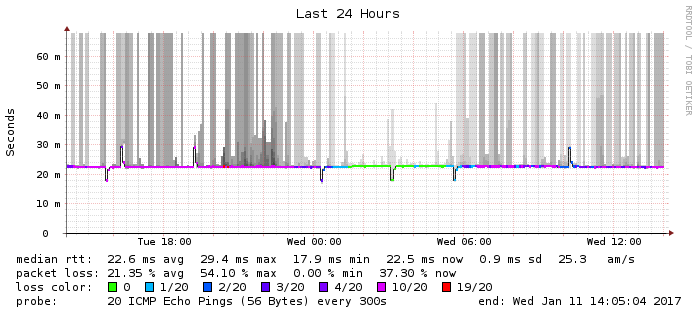 Last 24 Hours
RRDTOOL / TOBI OETIKER
Seconds
60 m
50 m
40 m
30 m
20 m
10 m
0
Tue 18:00 Wed 00:00 Wed 06:00 Wed 12:00
median rtt: 22.6 ms avg 29.4 ms max 17.9 ms min 22.5 ms now 0.9 ms sd 25.3 am/s
packet loss: 21.35 % avg 54.10 % max 0.00 % min 37.30 % now
loss color: 0 1/20 2/20 3/20 4/20 10/20 19/20
probe: 20 ICMP Echo Pings (56 Bytes) every 300s end: Wed Jan 11 14:05:04 2017